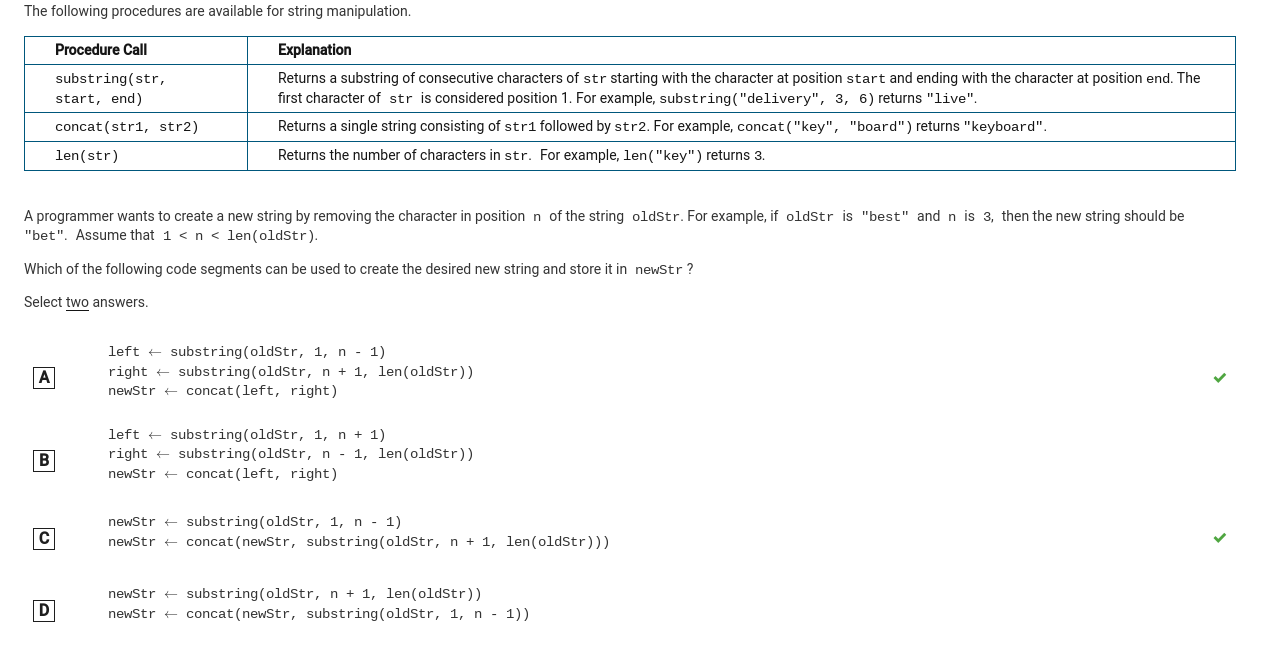 The following procedures are available for string manipulation.
Procedure Call Explanation
substring(str, Returns a substring of consecutive characters of str starting with the character at position start and ending with the character at position end. The
start, end) first character of str is considered position 1. For example, substring("delivery", 3, 6) returns "live".
concat(str1, str2) Returns a single string consisting of str1 followed by str2. For example, concat("key", "board") returns "keyboard".
len(str) Returns the number of characters in str. For example, len("key") returns 3.
A programmer wants to create a new string by removing the character in position n of the string oldStr. For example, if oldStr is "best" and n is 3, then the new string should be
"bet". Assume that 1 < n < len(oldStr).
Which of the following code segments can be used to create the desired new string and store it in newStr ?
Select two answers.
A
left ← substring(oldStr, 1, n - 1)
right ← substring(oldStr, n + 1, len(oldStr))
newStr ← concat(left, right)
B
left ← substring(oldStr, 1, n + 1)
right ← substring(oldStr, n - 1, len(oldStr))
newStr ← concat(left, right)
C
newStr ← substring(oldStr, 1, n - 1)
newStr ← concat(newStr, substring(oldStr, n + 1, len(oldStr)))
D
newStr ← substring(oldStr, n + 1, len(oldStr))
newStr ← concat(newStr, substring(oldStr, 1, n - 1))